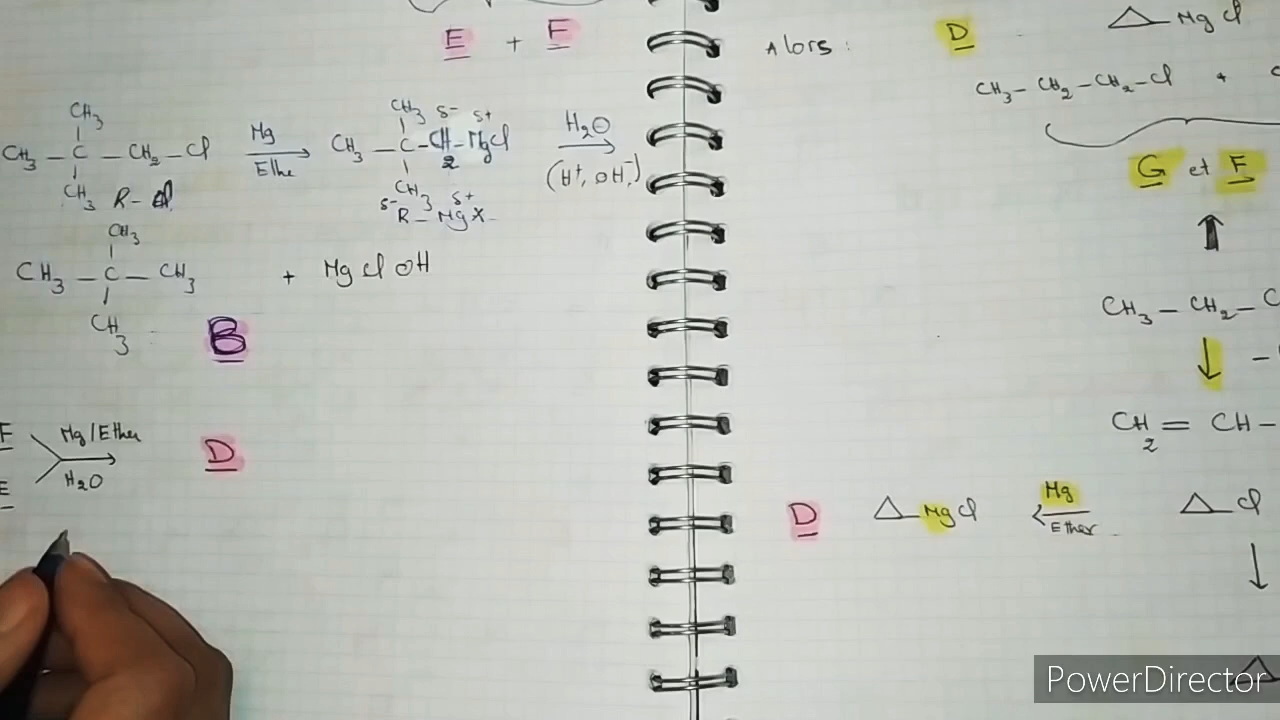 E + F
CH3
CH3 – C – CH2 – Cl Mg Ethe CH3 – C – CH2 – MgCl H2O (H+, OH-)
CH3 δ- δ+
CH3 R – Cl
CH3 δ- δ+
R – MgX
CH3
CH3 – C – CH3 + MgClOH
CH3
B
F Mg/Ether D
E H2O
Alors : D △–MgCl
CH3 – CH2 – CH2 – Cl +
G et F
CH3 – CH2 – C
CH2 = CH –
D △–MgCl Mg Ether △–Cl
PowerDirector